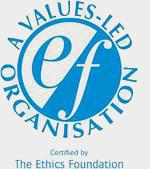 A VALUES-LED
ef
ORGANISATION
Certified by
The Ethics Foundation